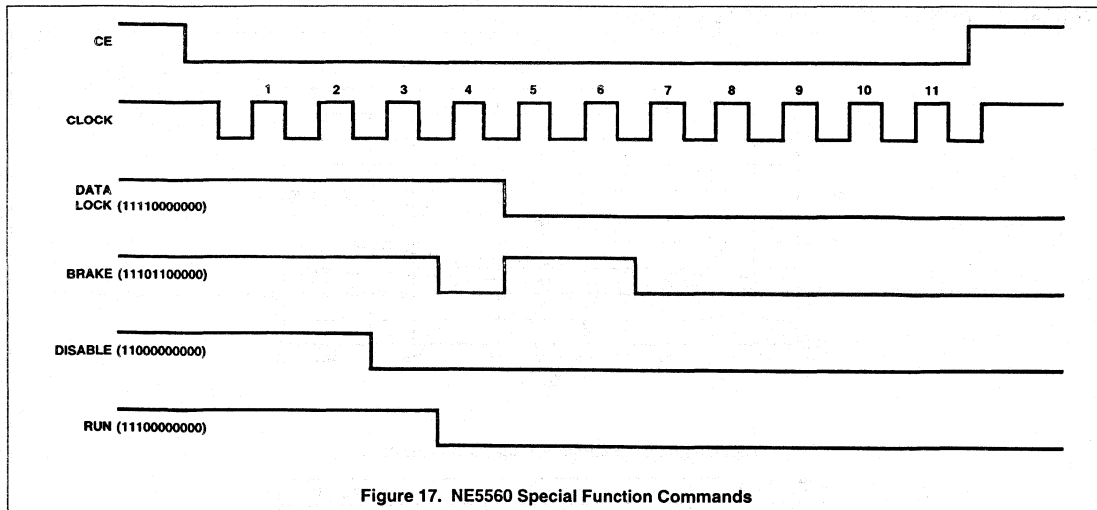 CE
1 2 3 4 5 6 7 8 9 10 11
CLOCK
DATA
LOCK (11110000000)
BRAKE (11101100000)
DISABLE (11000000000)
RUN (11100000000)
Figure 17. NE5560 Special Function Commands